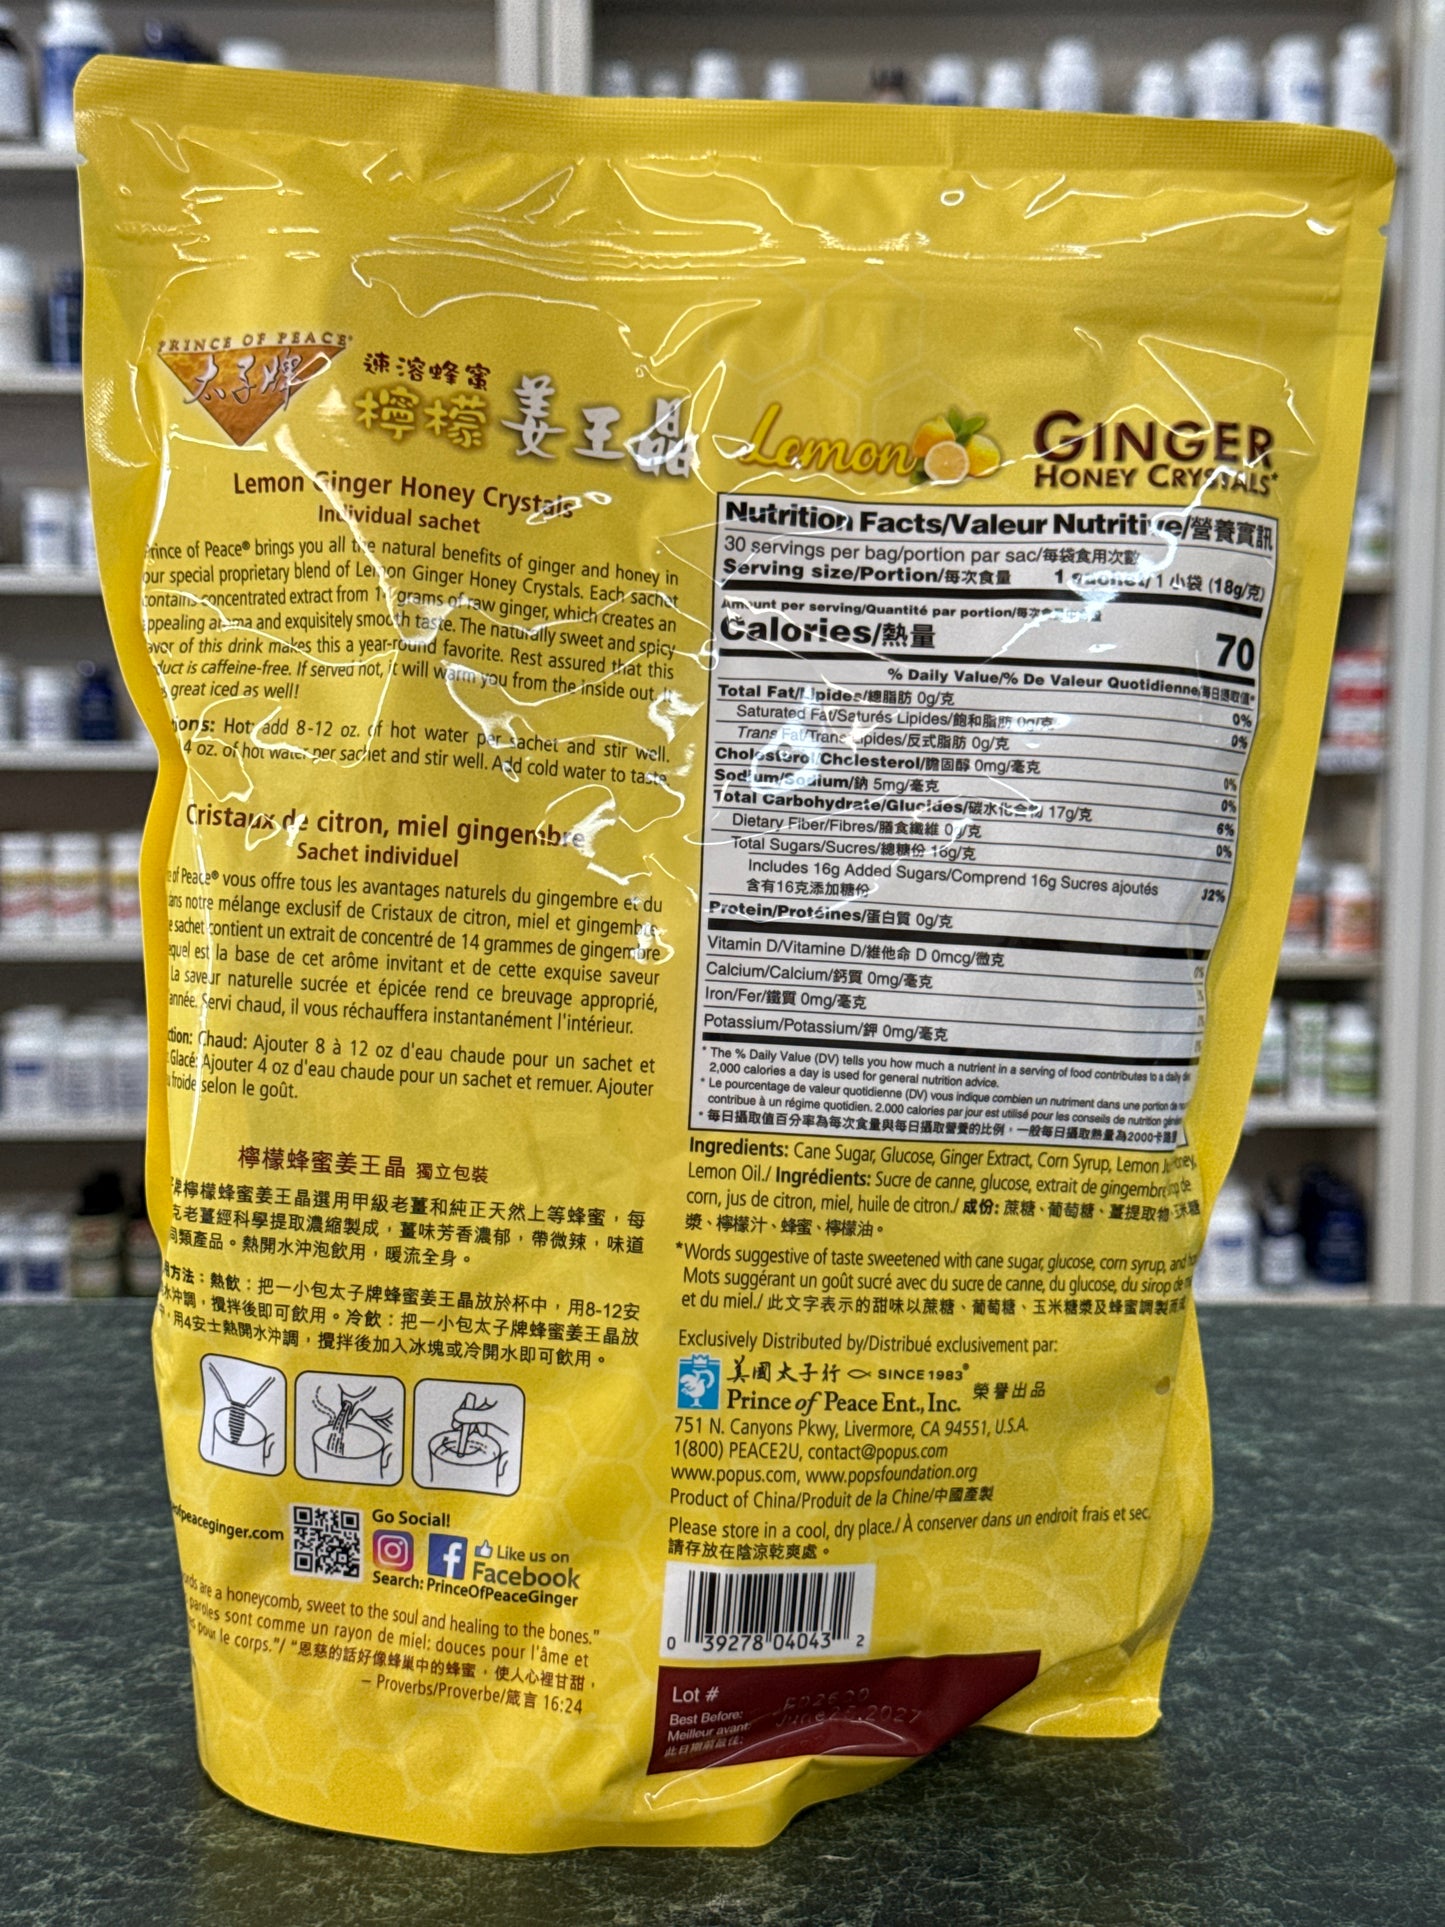 PRINCE OF PEACE®
太子牌
速溶蜂蜜
檸檬姜王晶
Lemon
GINGER
HONEY CRYSTALS*
Lemon Ginger Honey Crystals
Individual sachet
rince of Peace® brings you all the natural benefits of ginger and honey in
our special proprietary blend of Lemon Ginger Honey Crystals. Each sachet
contains concentrated extract from 14 grams of raw ginger, which creates an
appealing aroma and exquisitely smooth taste. The naturally sweet and spicy
avor of this drink makes this a year-round favorite. Rest assured that this
duct is caffeine-free. If served hot, it will warm you from the inside out. It
s great iced as well!
tions: Hot: add 8-12 oz. of hot water per sachet and stir well.
4 oz. of hot water per sachet and stir well. Add cold water to taste.
Cristaux de citron, miel gingembre
Sachet individuel
e of Peace® vous offre tous les avantages naturels du gingembre et du
ans notre mélange exclusif de Cristaux de citron, miel et gingembre.
e sachet contient un extrait de concentré de 14 grammes de gingembre
equel est la base de cet arôme invitant et de cette exquise saveur
La saveur naturelle sucrée et épicée rend ce breuvage approprié,
année. Servi chaud, il vous réchauffera instantanément l'intérieur.
ction: Chaud: Ajouter 8 à 12 oz d'eau chaude pour un sachet et
Glacé: Ajouter 4 oz d'eau chaude pour un sachet et remuer. Ajouter
froide selon le goût.
檸檬蜂蜜姜王晶 獨立包裝
牌檸檬蜂蜜姜王晶選用甲級老薑和純正天然上等蜂蜜，每
克老薑經科學提取濃縮製成，薑味芳香濃郁，帶微辣，味道
同類產品。熱開水沖泡飲用，暖流全身。
用方法：熱飲：把一小包太子牌蜂蜜姜王晶放於杯中，用8-12安
水沖調，攪拌後即可飲用。冷飲：把一小包太子牌蜂蜜姜王晶放
中，用4安士熱開水沖調，攪拌後加入冰塊或冷開水即可飲用。
ofpeaceginger.com
Go Social!
Like us on
Facebook
Search: PrinceOfPeaceGinger
ords are a honeycomb, sweet to the soul and healing to the bones."
paroles sont comme un rayon de miel: douces pour l'âme et
es pour le corps."/ "恩慈的話好像蜂巢中的蜂蜜，使人心裡甘甜，
– Proverbs/Proverbe/箴言 16:24
Nutrition Facts/Valeur Nutritive/營養資訊
30 servings per bag/portion par sac/每袋食用次數
Serving size/Portion/每次食量 1 sachet/1 小袋 (18g/克)
Amount per serving/Quantité par portion/每次
Calories/熱量 70
% Daily Value/% De Valeur Quotidienne/每日攝取值*
Total Fat/Lipides/總脂肪 0g/克 0%
Saturated Fat/Saturés Lipides/飽和脂肪 0g/克 0%
Trans Fat/Trans Lipides/反式脂肪 0g/克
Cholesterol/Cholesterol/膽固醇 0mg/毫克 0%
Sodium/Sodium/鈉 5mg/毫克 0%
Total Carbohydrate/Glucides/碳水化合物 17g/克 6%
Dietary Fiber/Fibres/膳食纖維 0g/克 0%
Total Sugars/Sucres/總糖份 16g/克
Includes 16g Added Sugars/Comprend 16g Sucres ajoutés 32%
含有16克添加糖份
Protein/Protéines/蛋白質 0g/克
Vitamin D/Vitamine D/維他命 D 0mcg/微克 0%
Calcium/Calcium/鈣質 0mg/毫克
Iron/Fer/鐵質 0mg/毫克
Potassium/Potassium/鉀 0mg/毫克
* The % Daily Value (DV) tells you how much a nutrient in a serving of food contributes to a daily
2,000 calories a day is used for general nutrition advice.
* Le pourcentage de valeur quotidienne (DV) vous indique combien un nutriment dans une portion de
contribue à un régime quotidien. 2.000 calories par jour est utilisé pour les conseils de nutrition
* 每日攝取值百分率為每次食量與每日攝取營養的比例，一般每日攝取熱量為2000卡
Ingredients: Cane Sugar, Glucose, Ginger Extract, Corn Syrup, Lemon Honey,
Lemon Oil./ Ingrédients: Sucre de canne, glucose, extrait de gingembre, de
corn, jus de citron, miel, huile de citron./ 成份: 蔗糖、葡萄糖、薑提取物、玉米糖
漿、檸檬汁、蜂蜜、檸檬油。
*Words suggestive of taste sweetened with cane sugar, glucose, corn syrup, and
Mots suggérant un goût sucré avec du sucre de canne, du glucose, du sirop de
et du miel./ 此文字表示的甜味以蔗糖、葡萄糖、玉米糖漿及蜂蜜調製而成
Exclusively Distributed by/Distribué exclusivement par:
美國太子行 SINCE 1983®
Prince of Peace Ent., Inc. 榮譽出品
751 N. Canyons Pkwy, Livermore, CA 94551, U.S.A.
1(800) PEACE2U, contact@popus.com
www.popus.com, www.popsfoundation.org
Product of China/Produit de la Chine/中國產製
Please store in a cool, dry place./ À conserver dans un endroit frais et sec.
請存放在陰涼乾爽處。
0 39278 04043 2
Lot #
Best Before: June 25, 2027
Meilleur avant:
此日期前最佳: